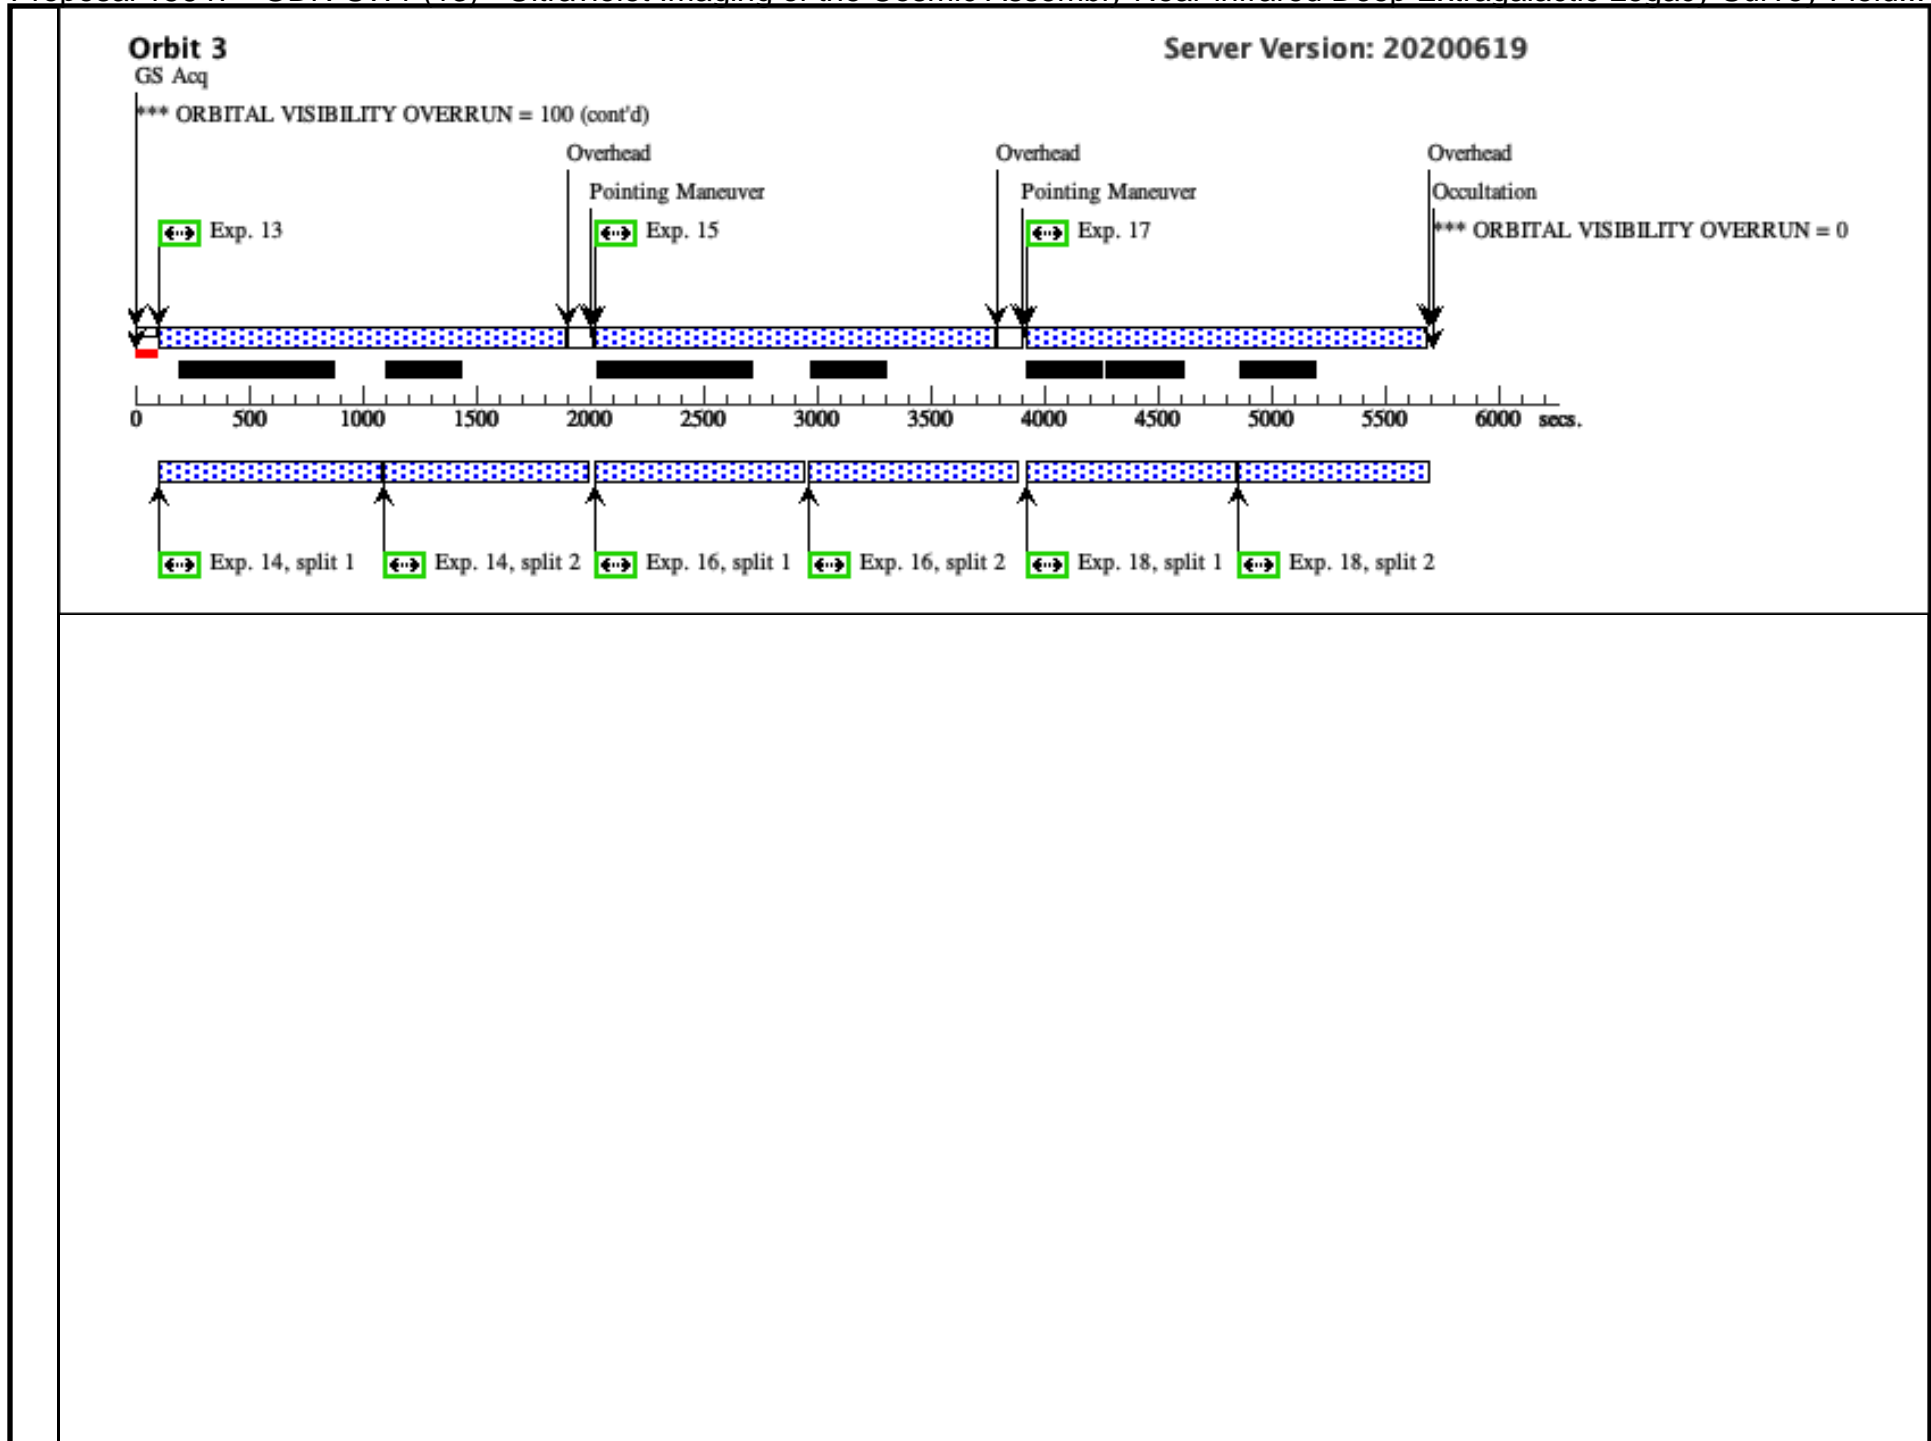 Orbit 3
Server Version: 20200619
GS Acq
*** ORBITAL VISIBILITY OVERRUN = 100 (cont'd)
Overhead Overhead Overhead
Pointing Maneuver Pointing Maneuver Occultation
Exp. 13 Exp. 15 Exp. 17 *** ORBITAL VISIBILITY OVERRUN = 0
0 500 1000 1500 2000 2500 3000 3500 4000 4500 5000 5500 6000 secs.
Exp. 14, split 1 Exp. 14, split 2 Exp. 16, split 1 Exp. 16, split 2 Exp. 18, split 1 Exp. 18, split 2